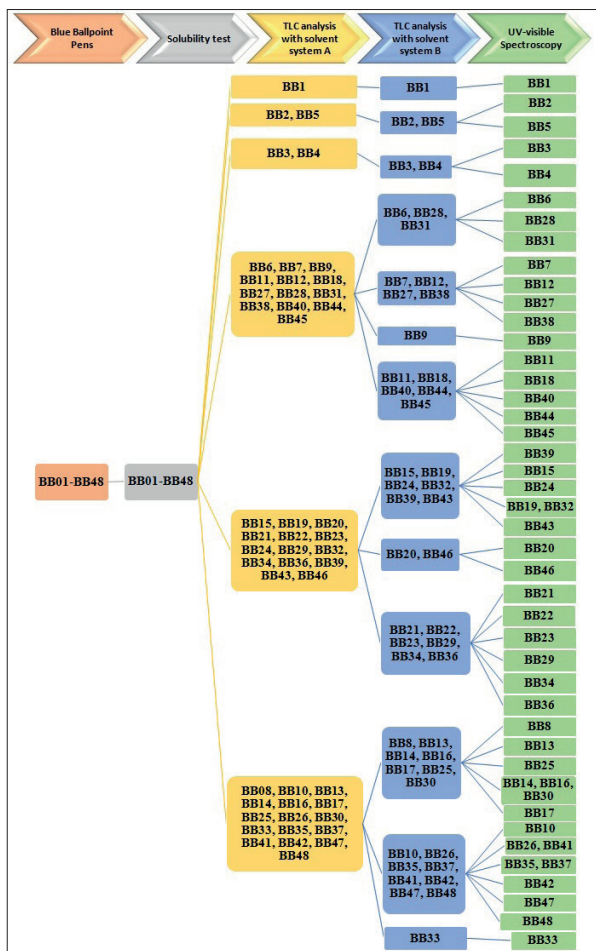 Blue Ballpoint
Pens
Solubility test
TLC analysis
with solvent
system A
TLC analysis
with solvent
system B
UV-visible
Spectroscopy
BB01-BB48
BB01-BB48
BB1
BB2, BB5
BB3, BB4
BB6, BB7, BB9,
BB11, BB12, BB18,
BB27, BB28, BB31,
BB38, BB40, BB44,
BB45
BB15, BB19, BB20,
BB21, BB22, BB23,
BB24, BB29, BB32,
BB34, BB36, BB39,
BB43, BB46
BB08, BB10, BB13,
BB14, BB16, BB17,
BB25, BB26, BB30,
BB33, BB35, BB37,
BB41, BB42, BB47,
BB48
BB1
BB2, BB5
BB3, BB4
BB6, BB28,
BB31
BB7, BB12,
BB27, BB38
BB9
BB11, BB18,
BB40, BB44,
BB45
BB15, BB19,
BB24, BB32,
BB39, BB43
BB20, BB46
BB21, BB22,
BB23, BB29,
BB34, BB36
BB8, BB13,
BB14, BB16,
BB17, BB25,
BB30
BB10, BB26,
BB35, BB37,
BB41, BB42,
BB47, BB48
BB33
BB1
BB2
BB5
BB3
BB4
BB6
BB28
BB31
BB7
BB12
BB27
BB38
BB9
BB11
BB18
BB40
BB44
BB45
BB39
BB15
BB24
BB19, BB32
BB43
BB20
BB46
BB21
BB22
BB23
BB29
BB34
BB36
BB8
BB13
BB25
BB14, BB16,
BB30
BB17
BB10
BB26, BB41
BB35, BB37
BB42
BB47
BB48
BB33